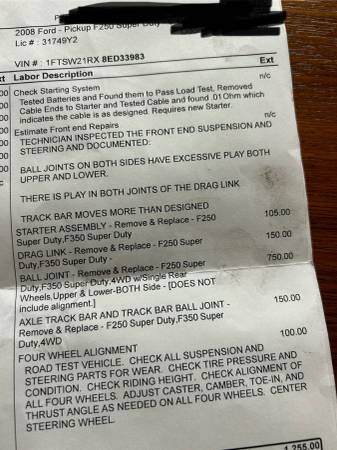 2008 Ford - Pickup F250 Super Duty
Lic # : 31749Y2
VIN # : 1FTSW21RX 8ED33983
Labor Description Ext
Check Starting System n/c
Tested Batteries and Found them to Pass Load Test, Removed
Cable Ends to Starter and Tested Cable and found .01 Ohm which
indicates the cable is as designed. Requires new Starter.
Estimate Front end Repairs n/c
TECHNICIAN INSPECTED THE FRONT END SUSPENSION AND
STEERING AND DOCUMENTED:
BALL JOINTS ON BOTH SIDES HAVE EXCESSIVE PLAY BOTH
UPPER AND LOWER.
THERE IS PLAY IN BOTH JOINTS OF THE DRAG LINK
TRACK BAR MOVES MORE THAN DESIGNED
STARTER ASSEMBLY - Remove & Replace - F250 105.00
Super Duty,F350 Super Duty
DRAG LINK - Remove & Replace - F250 Super 150.00
Duty,F350 Super Duty -
BALL JOINT - Remove & Replace - F250 Super 750.00
Duty,F350 Super Duty,4WD w/Single Rear
Wheels,Upper & Lower-BOTH Side - [DOES NOT
include alignment.]
AXLE TRACK BAR AND TRACK BAR BALL JOINT - 150.00
Remove & Replace - F250 Super Duty,F350 Super
Duty,4WD
FOUR WHEEL ALIGNMENT 100.00
ROAD TEST VEHICLE. CHECK ALL SUSPENSION AND
STEERING PARTS FOR WEAR. CHECK TIRE PRESSURE AND
CONDITION. CHECK RIDING HEIGHT. CHECK ALIGNMENT OF
ALL FOUR WHEELS. ADJUST CASTER, CAMBER, TOE-IN, AND
THRUST ANGLE AS NEEDED ON ALL FOUR WHEELS. CENTER
STEERING WHEEL.
1,255.00